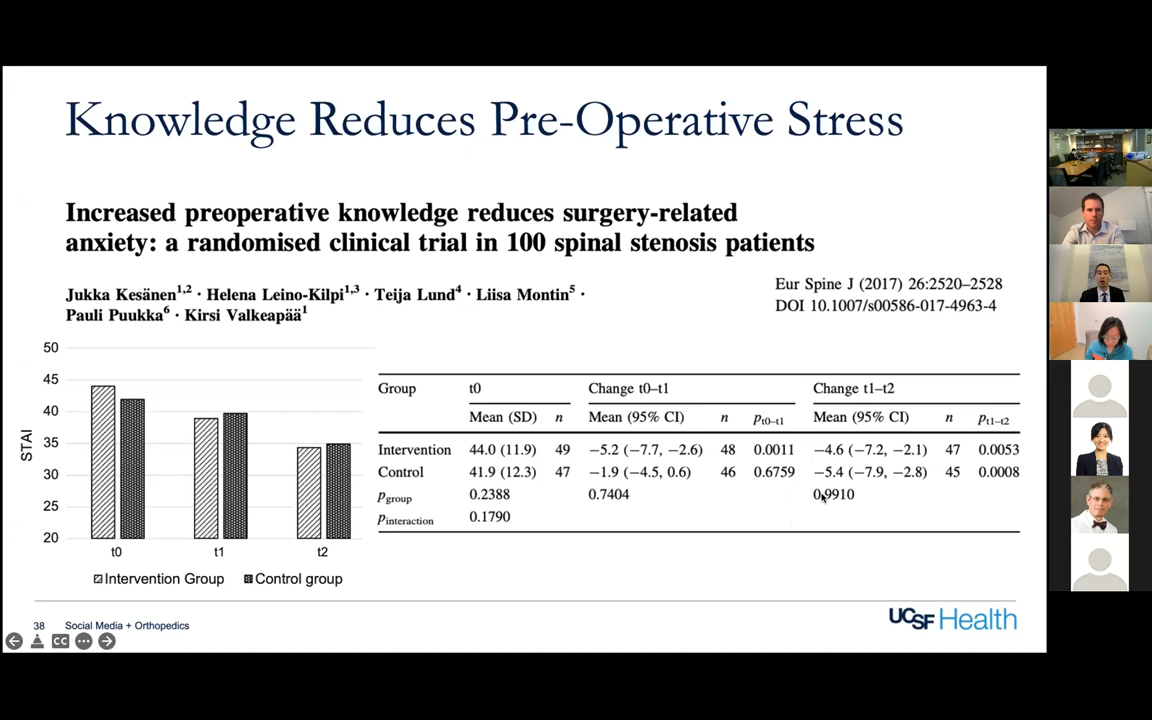 Knowledge Reduces Pre-Operative Stress
Increased preoperative knowledge reduces surgery-related
anxiety: a randomised clinical trial in 100 spinal stenosis patients
Jukka Kesänen1,2 · Helena Leino-Kilpi1,3 · Teija Lund4 · Liisa Montin5 ·
Pauli Puukka6 · Kirsi Valkeapää1
Eur Spine J (2017) 26:2520–2528
DOI 10.1007/s00586-017-4963-4
50
45
40
35
30
25
20
STAI
t0 t1 t2
Intervention Group Control group
Group t0 Change t0–t1 Change t1–t2
Mean (SD) n Mean (95% CI) n pt0–t1 Mean (95% CI) n pt1–t2
Intervention 44.0 (11.9) 49 −5.2 (−7.7, −2.6) 48 0.0011 −4.6 (−7.2, −2.1) 47 0.0053
Control 41.9 (12.3) 47 −1.9 (−4.5, 0.6) 46 0.6759 −5.4 (−7.9, −2.8) 45 0.0008
pgroup 0.2388 0.7404 0.9910
pinteraction 0.1790
38 Social Media + Orthopedics
UCSF Health
CC